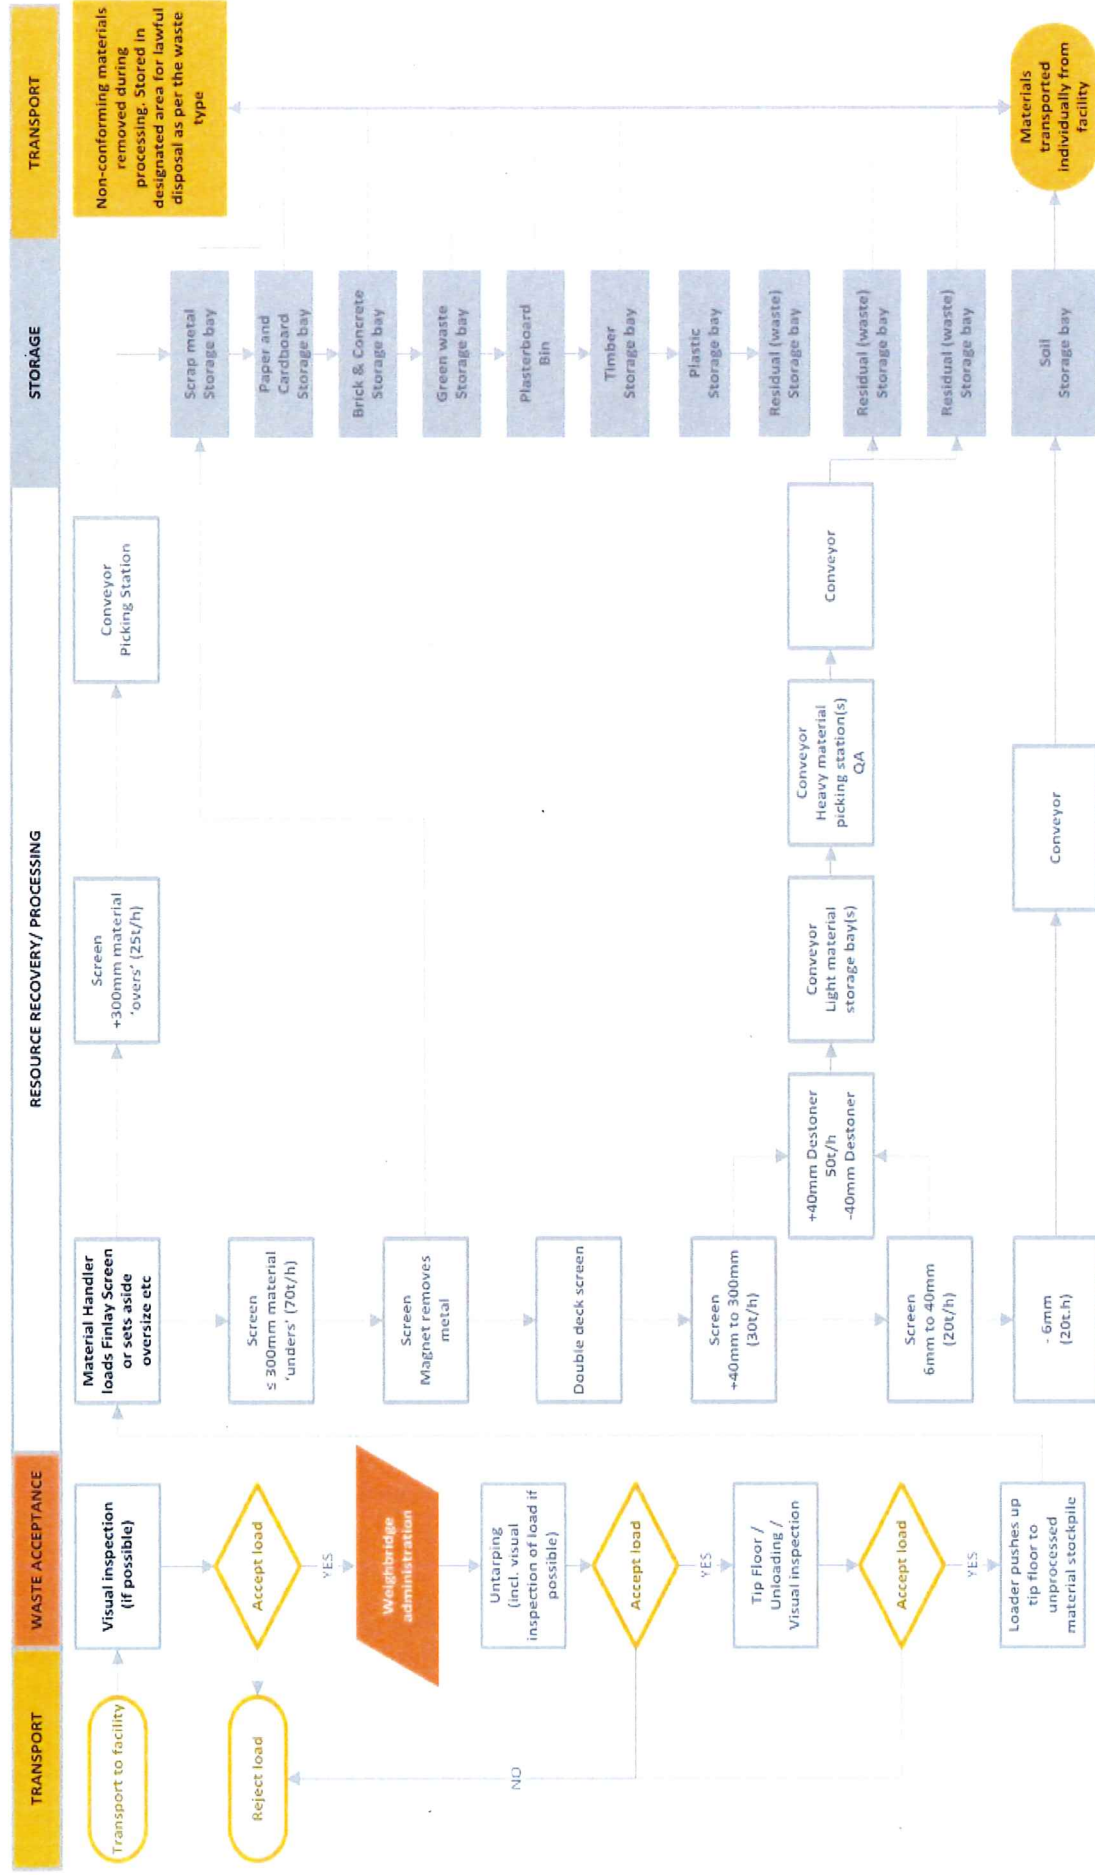 TRANSPORT
WASTE ACCEPTANCE
RESOURCE RECOVERY/ PROCESSING
STORAGE
TRANSPORT
Transport to facility
Reject load
NO
Visual inspection
(if possible)
Accept load
YES
Weighbridge
administration
Untarping
(incl. visual
inspection of load if
possible)
Accept load
YES
Tip Floor /
Unloading /
Visual inspection
Accept load
YES
Loader pushes up
tip floor to
unprocessed
material stockpile
Material Handler
loads Finlay Screen
or sets aside
oversize etc
Screen
≤ 300mm material
'unders' (70t/h)
Screen
Magnet removes
metal
Double deck screen
Screen
+40mm to 300mm
(30t/h)
Screen
6mm to 40mm
(20t/h)
- 6mm
(20t.h)
Screen
+300mm material
'overs' (25t/h)
Conveyor
Picking Station
+40mm Destoner
50t/h
-40mm Destoner
Conveyor
Light material
storage bay(s)
Conveyor
Heavy material
picking station(s)
QA
Conveyor
Conveyor
Scrap metal
Storage bay
Paper and
Cardboard
Storage bay
Brick & Concrete
Storage bay
Green waste
Storage bay
Plasterboard
Bin
Timber
Storage bay
Plastic
Storage bay
Residual (waste)
Storage bay
Residual (waste)
Storage bay
Residual (waste)
Storage bay
Soil
Storage bay
Non-conforming materials
removed during
processing. Stored in
designated area for lawful
disposal as per the waste
type
Materials
transported
individually from
facility